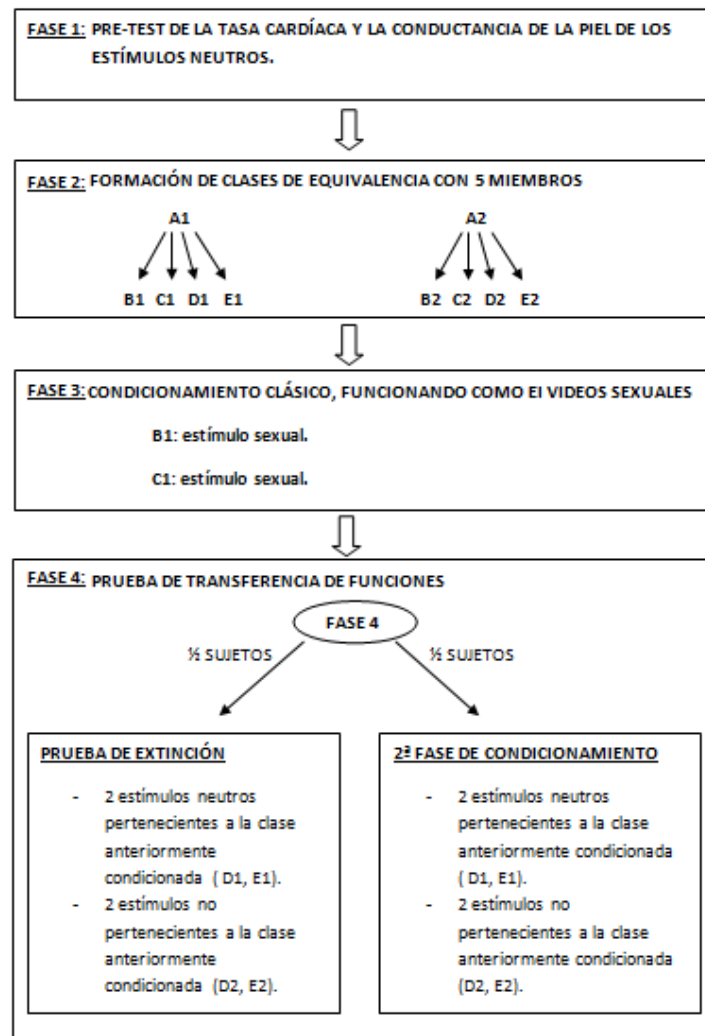 FASE 1: PRE-TEST DE LA TASA CARDÍACA Y LA CONDUCTANCIA DE LA PIEL DE LOS
ESTÍMULOS NEUTROS.
FASE 2: FORMACIÓN DE CLASES DE EQUIVALENCIA CON 5 MIEMBROS
A1 A2
B1 C1 D1 E1 B2 C2 D2 E2
FASE 3: CONDICIONAMIENTO CLÁSICO, FUNCIONANDO COMO EI VIDEOS SEXUALES
B1: estímulo sexual.
C1: estímulo sexual.
FASE 4: PRUEBA DE TRANSFERENCIA DE FUNCIONES
FASE 4
½ SUJETOS ½ SUJETOS
PRUEBA DE EXTINCIÓN
- 2 estímulos neutros
pertenecientes a la clase
anteriormente
condicionada ( D1, E1).
- 2 estímulos no
pertenecientes a la clase
anteriormente
condicionada (D2, E2).
2ª FASE DE CONDICIONAMIENTO
- 2 estímulos neutros
pertenecientes a la clase
anteriormente condicionada
( D1, E1).
- 2 estímulos no
pertenecientes a la clase
anteriormente condicionada
(D2, E2).